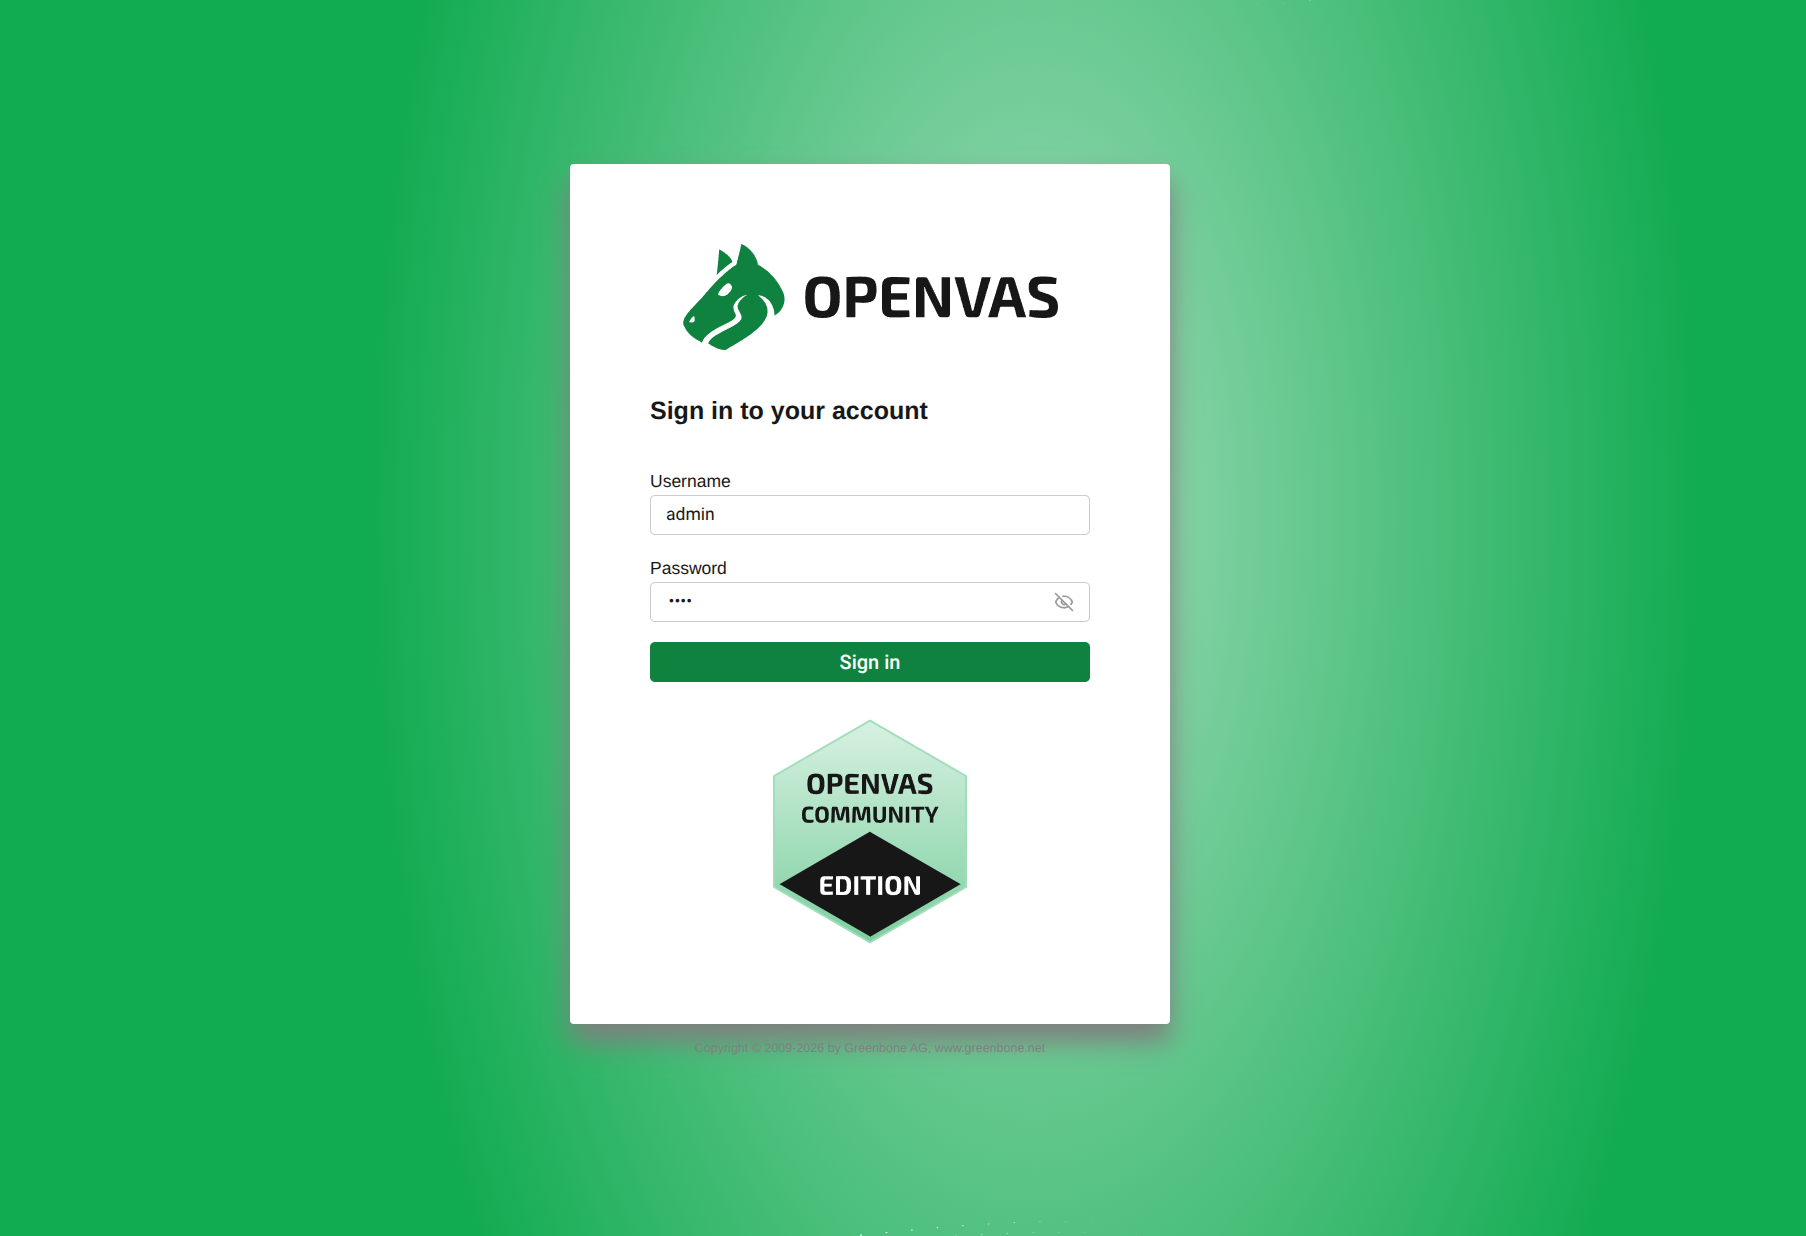 OPENVAS
Sign in to your account
Username
admin
Password
••••
Sign in
OPENVAS
COMMUNITY
EDITION
Copyright © 2009-2026 by Greenbone AG, www.greenbone.net